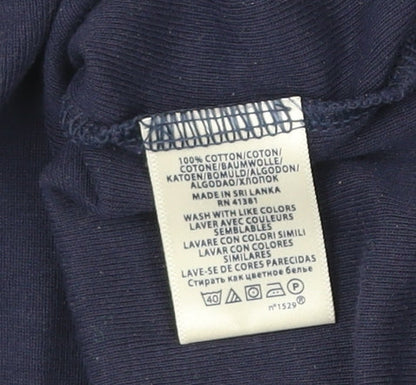 100% COTTON/COTON/
COTONE/BAUMWOLLE/
KATOEN/BOMULD/ALGODON/
ALGODAO/ХЛОПОК
MADE IN SRI LANKA
RN 41381
WASH WITH LIKE COLORS
LAVER AVEC COULEURS
SEMBLABLES
LAVARE CON COLORI SIMILI
LAVAR CON COLORES
SIMILARES
LAVE-SE DE CORES PARECIDAS
Стирать как цветное белье
40 P
n°1529 ®